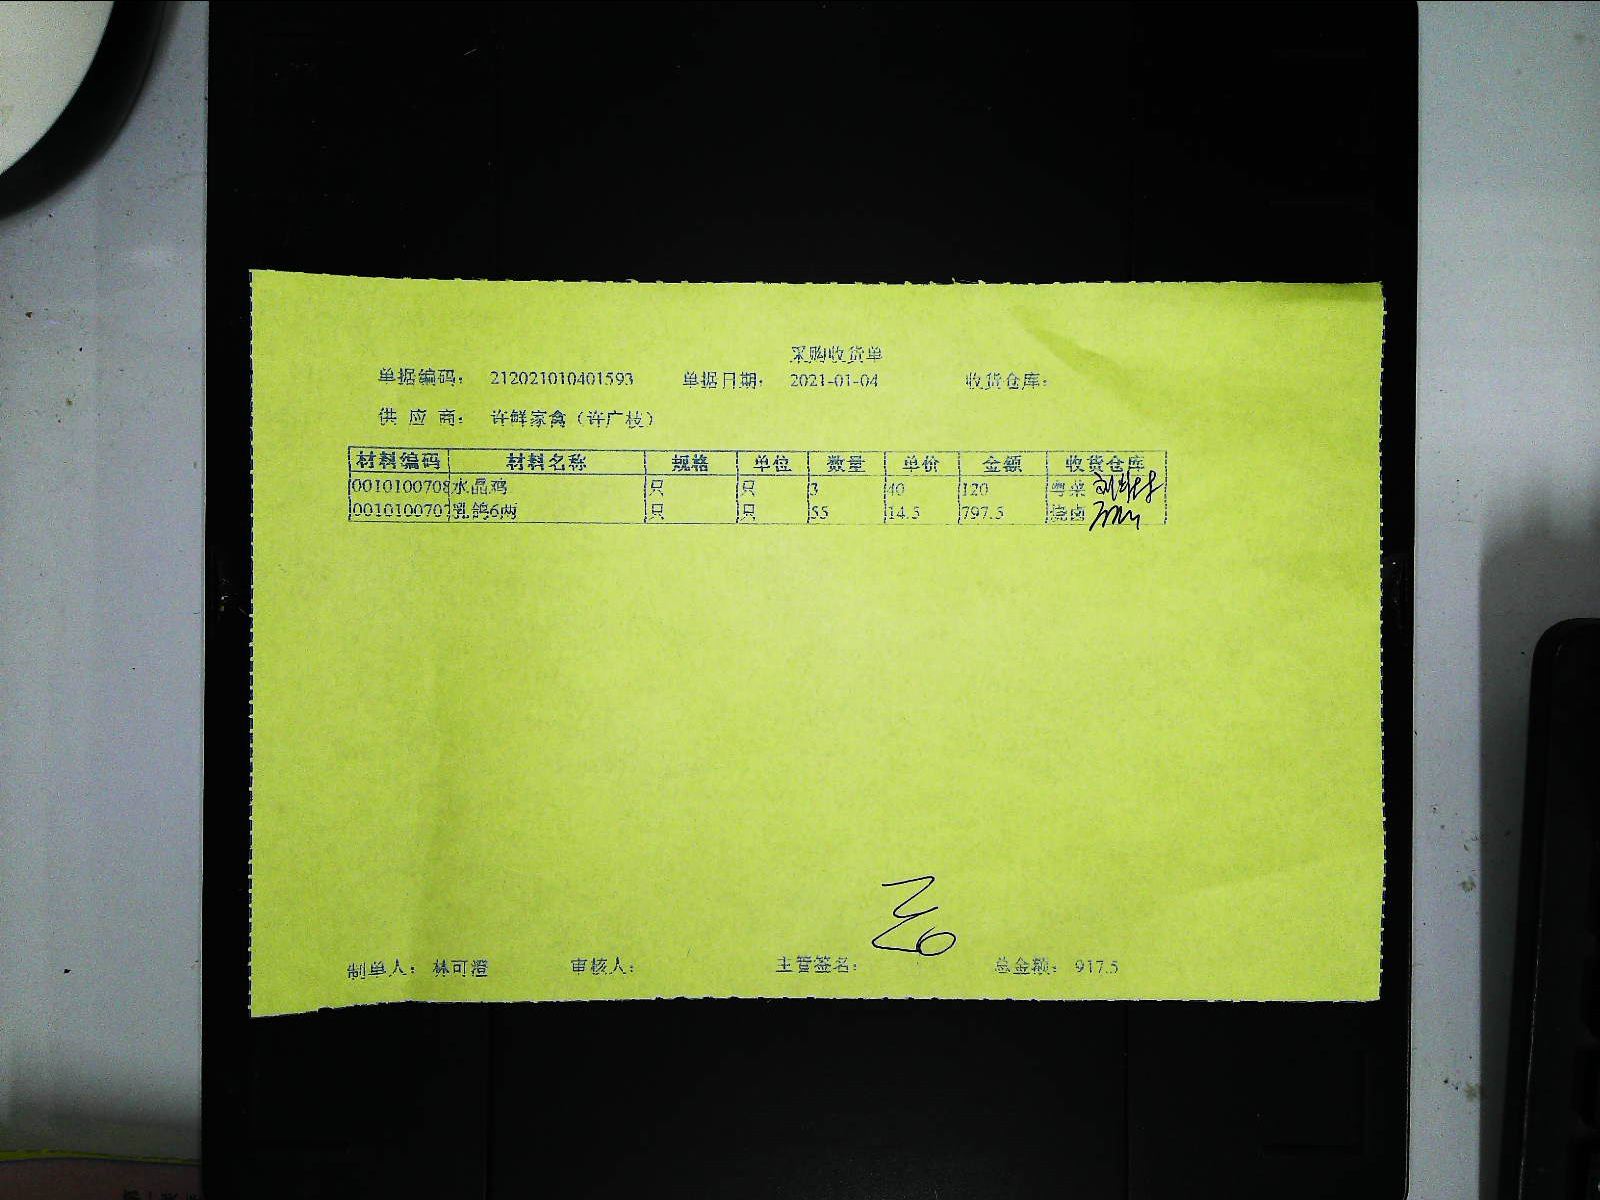 采购收货单
单据编码： 212021010401593 单据日期： 2021-01-04 收货仓库：
供 应 商： 许鲜家禽（许广枝）
材料编码 材料名称 规格 单位 数量 单价 金额 收货仓库
0010100708 水晶鸡 只 只 3 40 120 粤菜
0010100707 乳鸽6两 只 只 55 14.5 797.5 烧卤
制单人： 林可澄 审核人： 主管签名： 总金额： 917.5